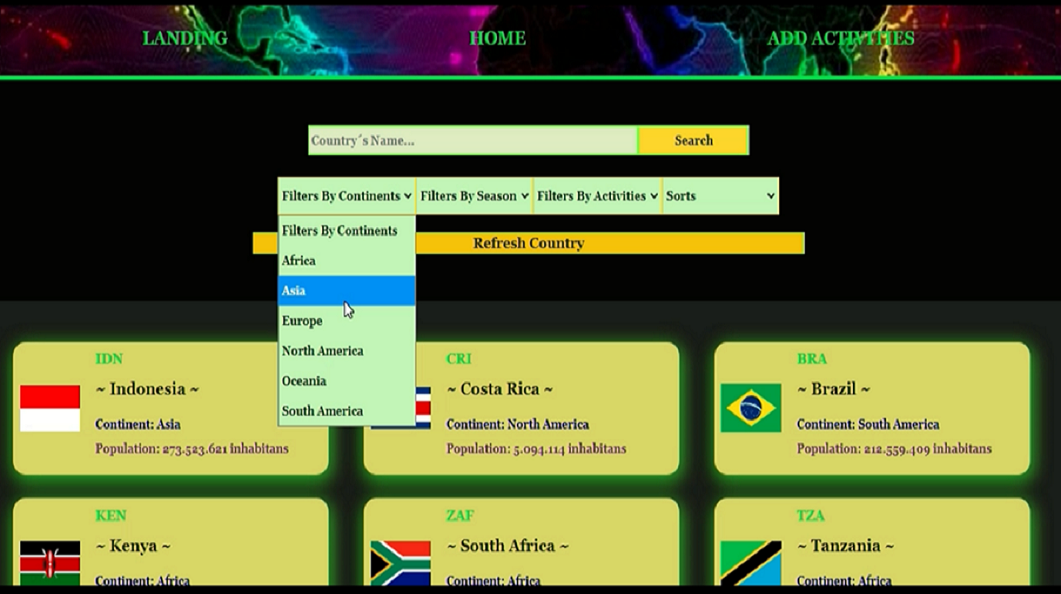 LANDING HOME ADD ACTIVITIES
Country´s Name... Search
Filters By Continents Filters By Season Filters By Activities Sorts
Filters By Continents
Refresh Country
Africa
Asia
Europe
North America
Oceania
South America
IDN
~ Indonesia ~
Continent: Asia
Population: 273.523.621 inhabitans
CRI
~ Costa Rica ~
Continent: North America
Population: 5.094.114 inhabitans
BRA
~ Brazil ~
Continent: South America
Population: 212.559.409 inhabitans
KEN
~ Kenya ~
Continent: Africa
ZAF
~ South Africa ~
Continent: Africa
TZA
~ Tanzania ~
Continent: Africa